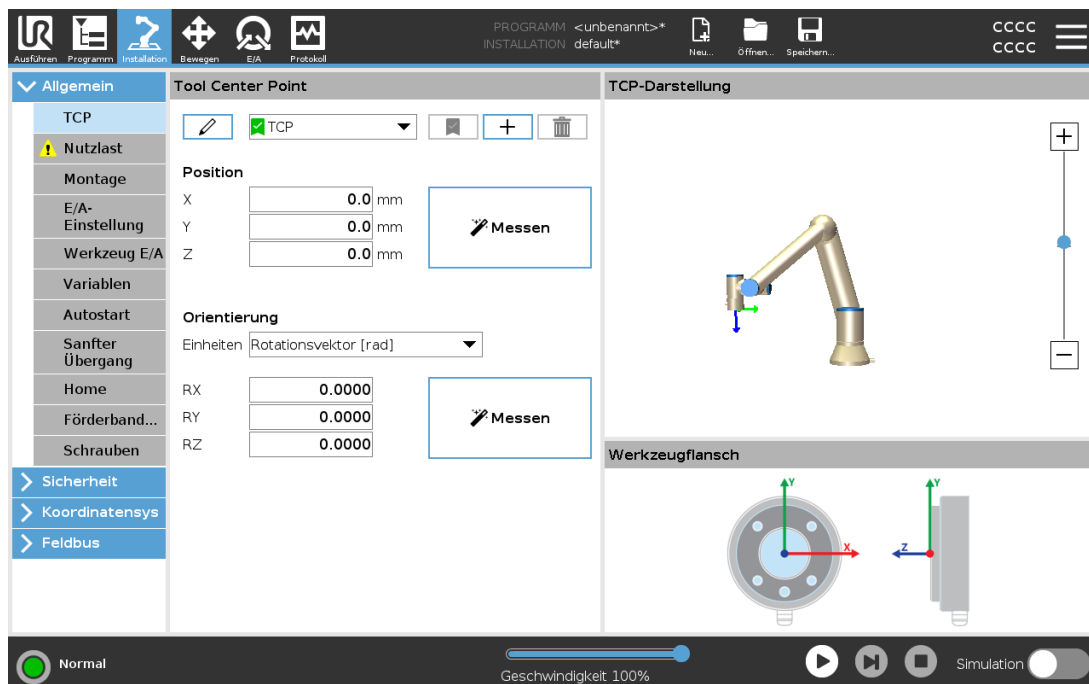 UR
PROGRAMM <unbenannt>*
INSTALLATION default*
Ausführen Programm Installation Bewegen E/A Protokoll
Neu... Öffnen... Speichern...
CCCC
CCCC
Allgemein
TCP
Nutzlast
Montage
E/A-
Einstellung
Werkzeug E/A
Variablen
Autostart
Sanfter
Übergang
Home
Förderband...
Schrauben
Sicherheit
Koordinatensys
Feldbus
Tool Center Point
TCP
Position
X 0.0 mm
Y 0.0 mm
Z 0.0 mm
Messen
Orientierung
Einheiten Rotationsvektor [rad]
RX 0.0000
RY 0.0000
RZ 0.0000
Messen
TCP-Darstellung
Werkzeugflansch
Y
X
Y
Z
Normal
Geschwindigkeit 100%
Simulation